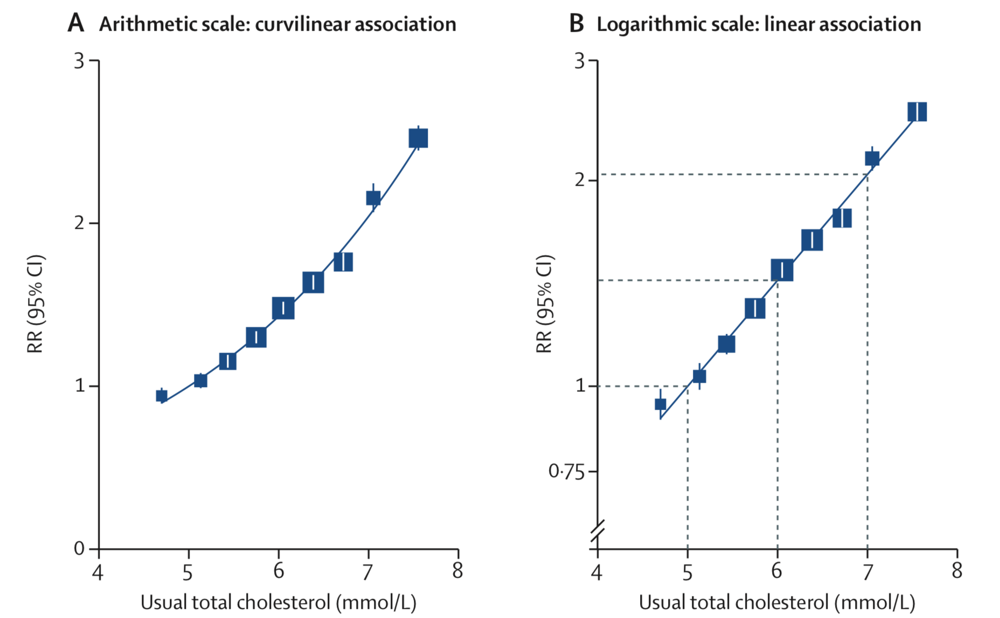 A Arithmetic scale: curvilinear association
3
2
1
0
RR (95% CI)
4 5 6 7 8
Usual total cholesterol (mmol/L)
B Logarithmic scale: linear association
3
2
1
0·75
RR (95% CI)
4 5 6 7 8
Usual total cholesterol (mmol/L)